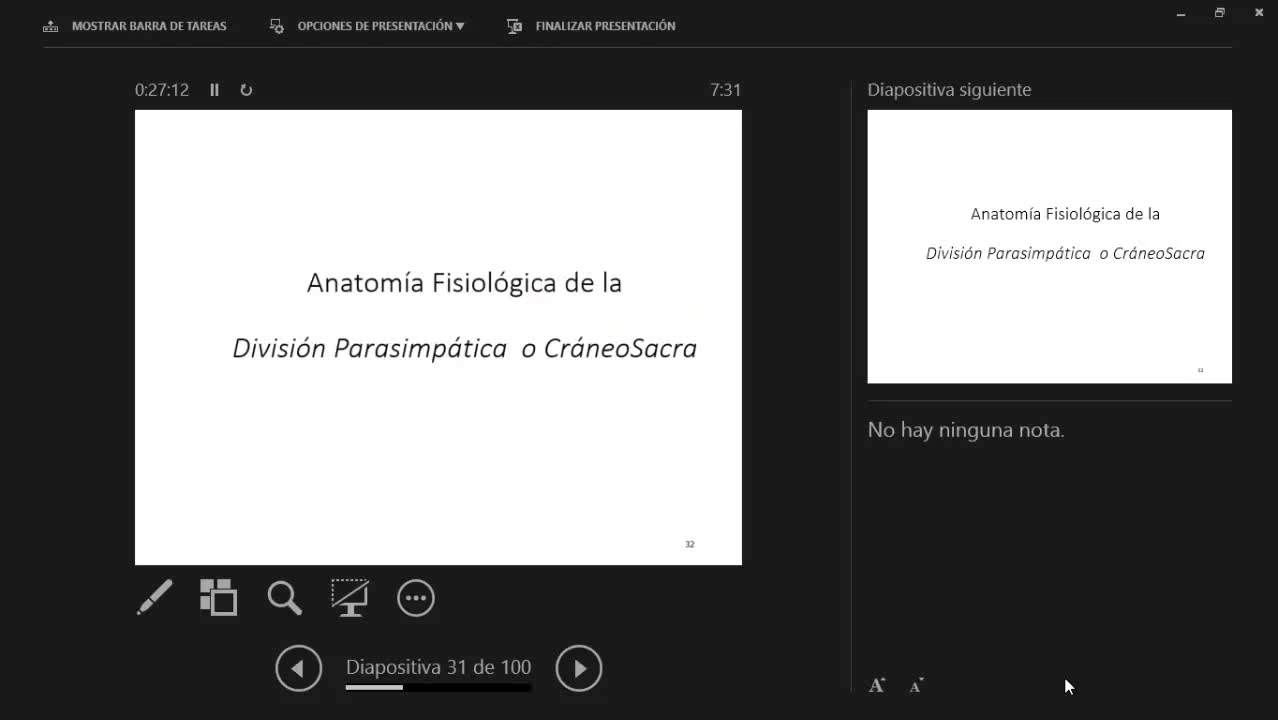 MOSTRAR BARRA DE TAREAS
OPCIONES DE PRESENTACIÓN ▼
FINALIZAR PRESENTACIÓN
0:27:12
7:31
Anatomía Fisiológica de la
División Parasimpática o CráneoSacra
32
Diapositiva 31 de 100
Diapositiva siguiente
Anatomía Fisiológica de la
División Parasimpática o CráneoSacra
No hay ninguna nota.
A A